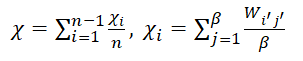 χ = ∑_{i=1}^{n-1} χ_i/n , χ_i = ∑_{j=1}^{β} W_{i'j'}/β